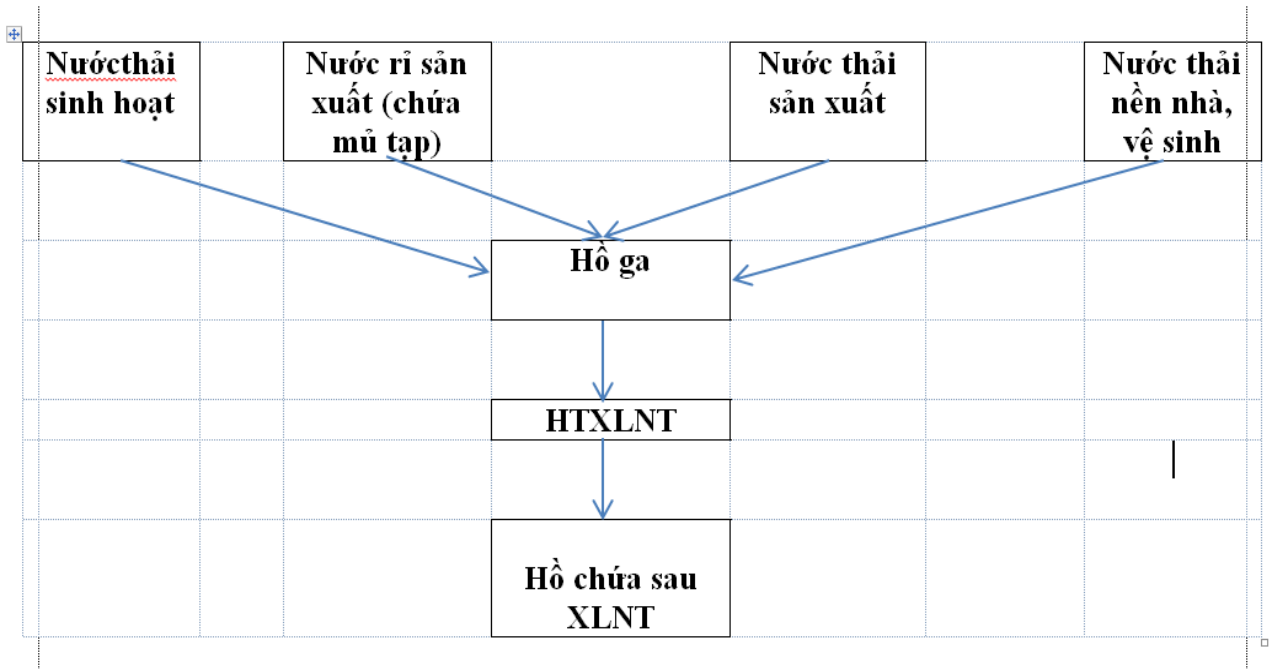 Nướcthải
sinh hoạt
Nước rỉ sản
xuất (chứa
mủ tạp)
Nước thải
sản xuất
Nước thải
nền nhà,
vệ sinh
Hồ ga
HTXLNT
Hồ chứa sau
XLNT